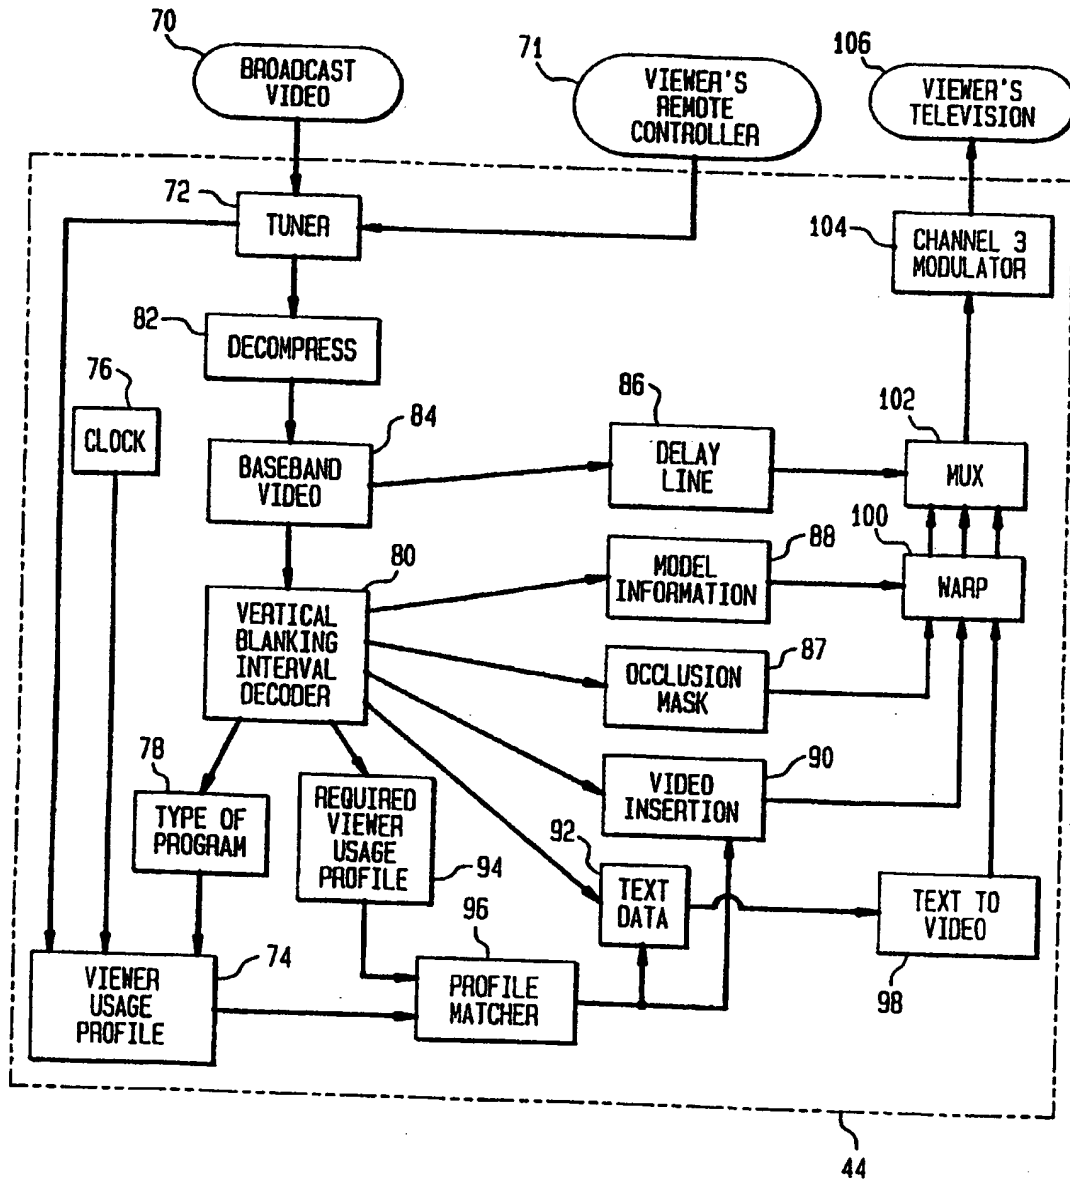 70
BROADCAST
VIDEO
71
VIEWER'S
REMOTE
CONTROLLER
106
VIEWER'S
TELEVISION
72
TUNER
104
CHANNEL 3
MODULATOR
82
DECOMPRESS
76
CLOCK
84
BASEBAND
VIDEO
86
DELAY
LINE
102
MUX
80
VERTICAL
BLANKING
INTERVAL
DECODER
88
MODEL
INFORMATION
100
WARP
87
OCCLUSION
MASK
78
TYPE OF
PROGRAM
REQUIRED
VIEWER
USAGE
PROFILE
94
90
VIDEO
INSERTION
92
TEXT
DATA
TEXT TO
VIDEO
98
74
VIEWER
USAGE
PROFILE
96
PROFILE
MATCHER
44